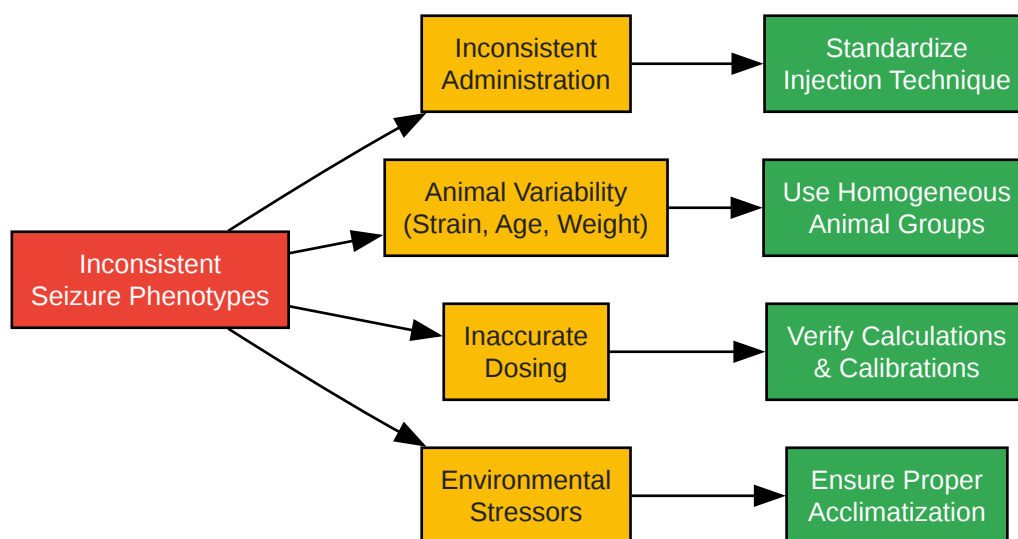 Inconsistent
Seizure Phenotypes
Inconsistent
Administration
Standardize
Injection Technique
Animal Variability
(Strain, Age, Weight)
Use Homogeneous
Animal Groups
Inaccurate
Dosing
Verify Calculations
& Calibrations
Environmental
Stressors
Ensure Proper
Acclimatization